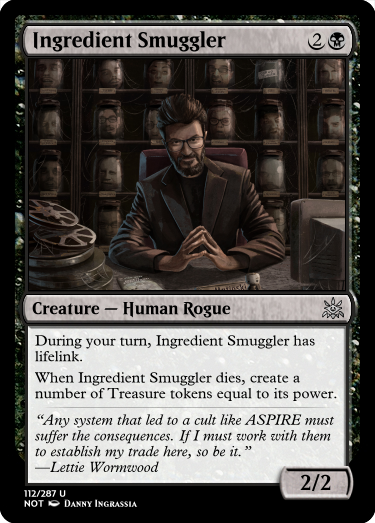 Ingredient Smuggler 2
Creature — Human Rogue
During your turn, Ingredient Smuggler has
lifelink.
When Ingredient Smuggler dies, create a
number of Treasure tokens equal to its power.
“Any system that led to a cult like ASPIRE must
suffer the consequences. If I must work with them
to establish my trade here, so be it.”
—Lettie Wormwood
2/2
112/287 U
NOT Danny Ingrassia